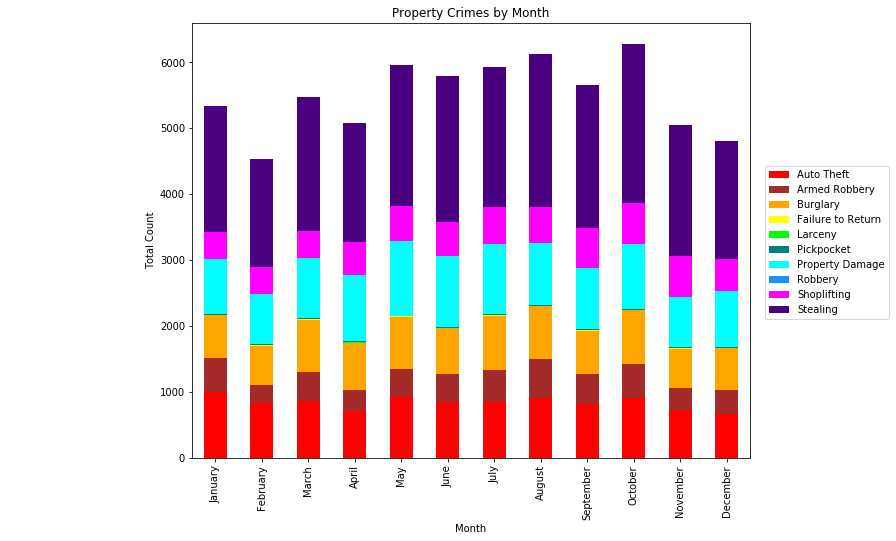 Property Crimes by Month
Total Count
6000
5000
4000
3000
2000
1000
0
January
February
March
April
May
June
July
August
September
October
November
December
Month
Auto Theft
Armed Robbery
Burglary
Failure to Return
Larceny
Pickpocket
Property Damage
Robbery
Shoplifting
Stealing